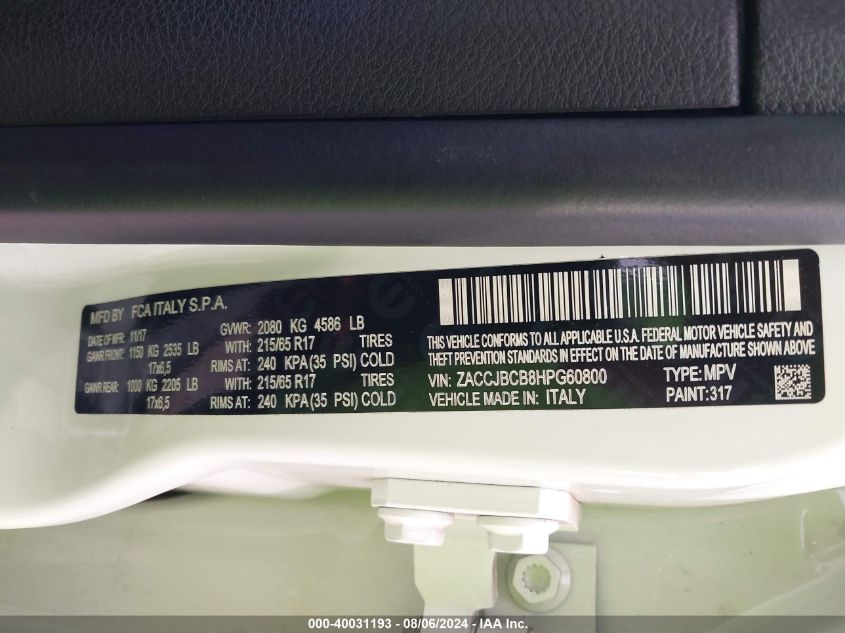 MFD BY FCA ITALY S.P.A.
DATE OF MFR: 11/17 GVWR: 2080 KG 4586 LB
GAWR FRONT: 1150 KG 2535 LB WITH: 215/65 R17 TIRES
17x6,5 RIMS AT: 240 KPA(35 PSI) COLD
GAWR REAR: 1000 KG 2205 LB WITH: 215/65 R17 TIRES
17x6,5 RIMS AT: 240 KPA(35 PSI) COLD
THIS VEHICLE CONFORMS TO ALL APPLICABLE U.S.A. FEDERAL MOTOR VEHICLE SAFETY AND
THEFT PREVENTION STANDARDS IN EFFECT ON THE DATE OF MANUFACTURE SHOWN ABOVE
VIN: ZACCJBCB8HPG60800 TYPE: MPV
VEHICLE MADE IN: ITALY PAINT: 317
000-40031193 - 08/06/2024 - IAA Inc.